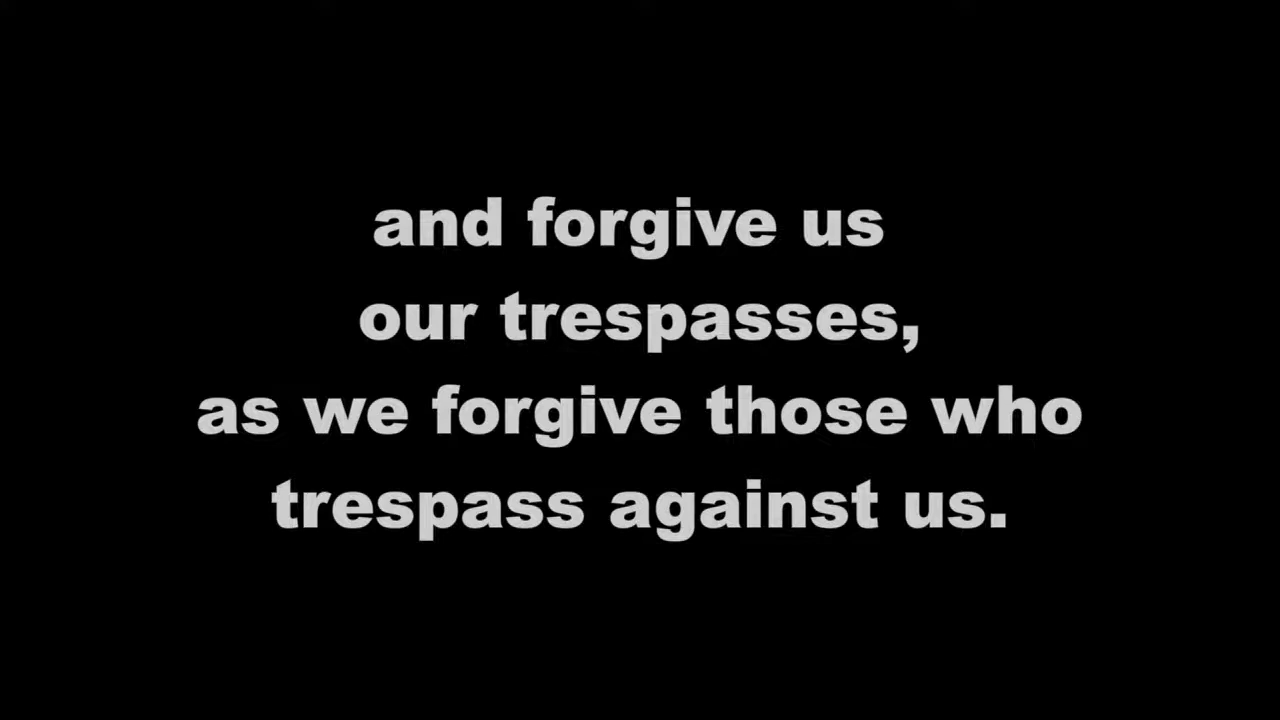 and forgive us
our trespasses,
as we forgive those who
trespass against us.